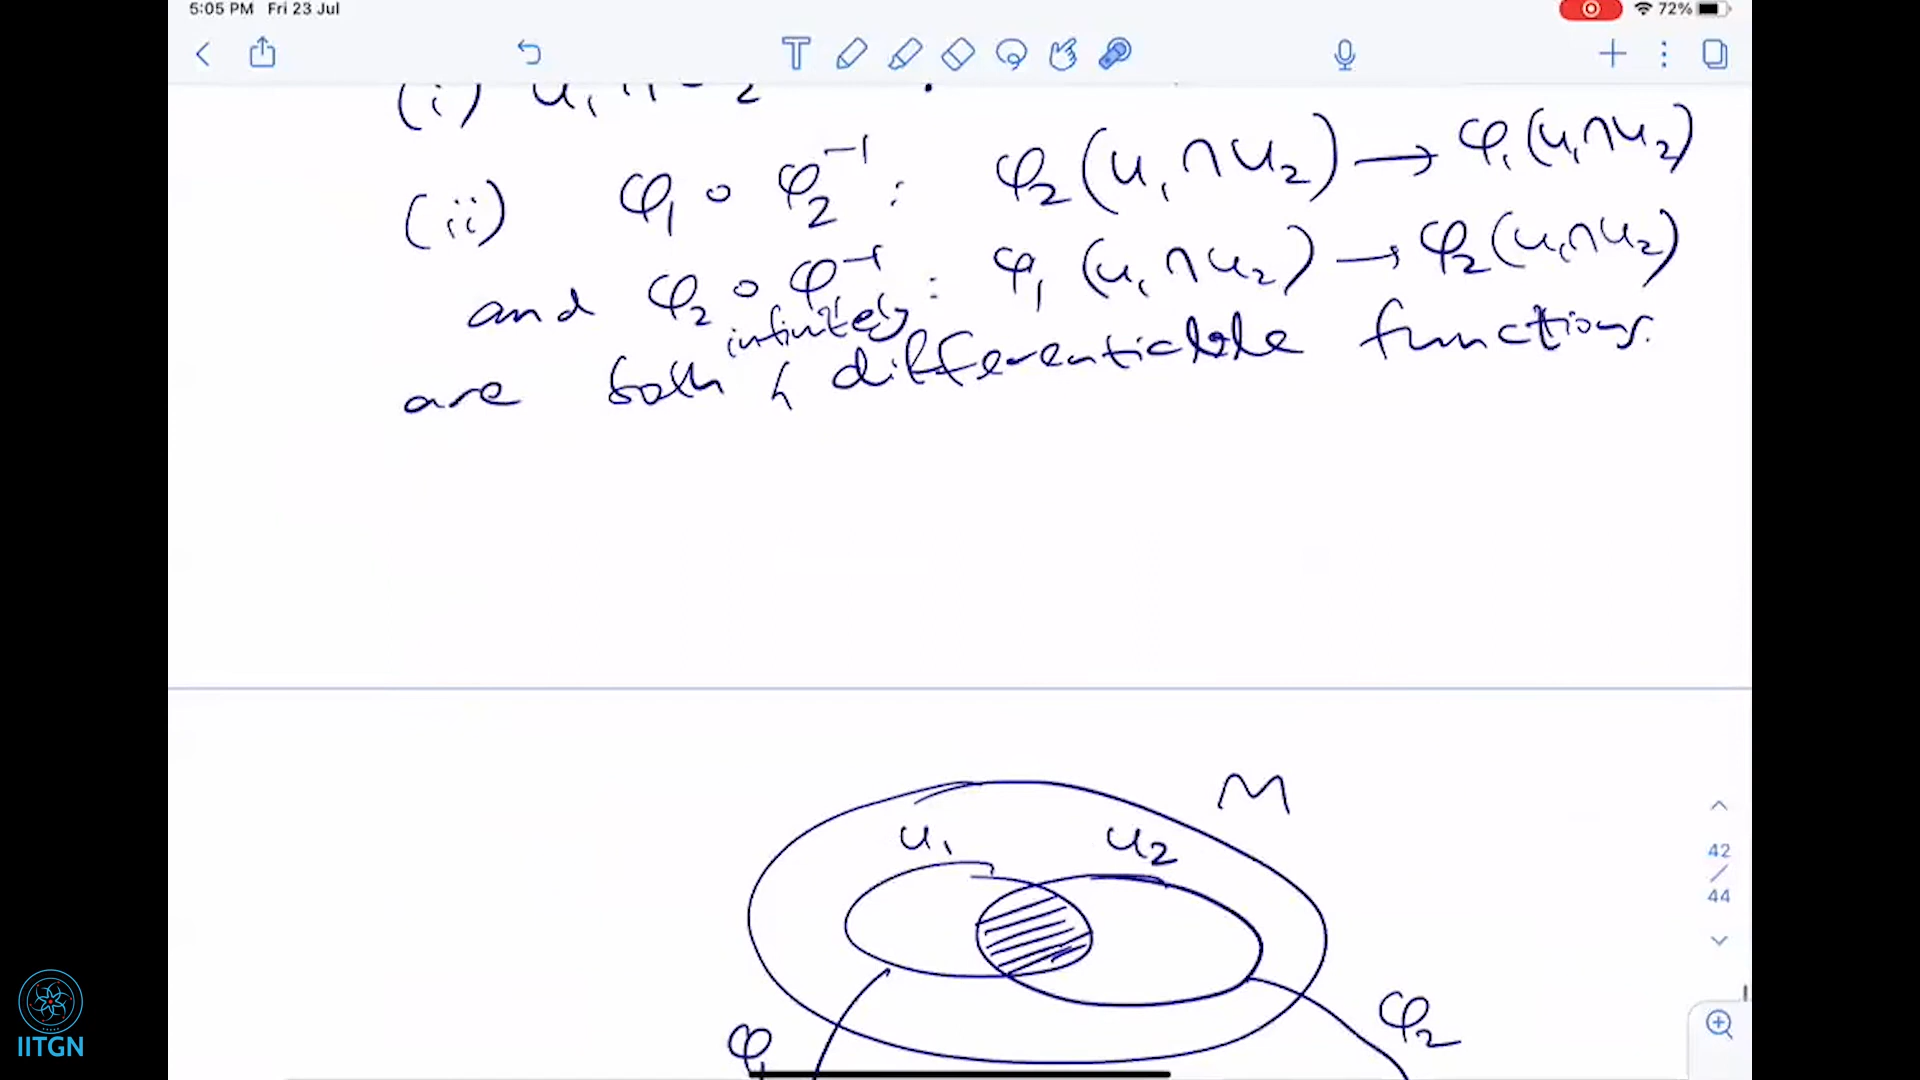 5:05 PM Fri 23 Jul
72%
(i) u₁ ∩ u₂
(ii) φ₁ ∘ φ₂⁻¹ : φ₂(u₁∩u₂) → φ₁(u₁∩u₂)
and φ₂ ∘ φ⁻¹ : φ₁(u₁∩u₂) → φ₂(u₁∩u₂)
infinitely
are both differentiable functions.
M
u₁ u₂
φ₁ φ₂
42
/
44
IITGN